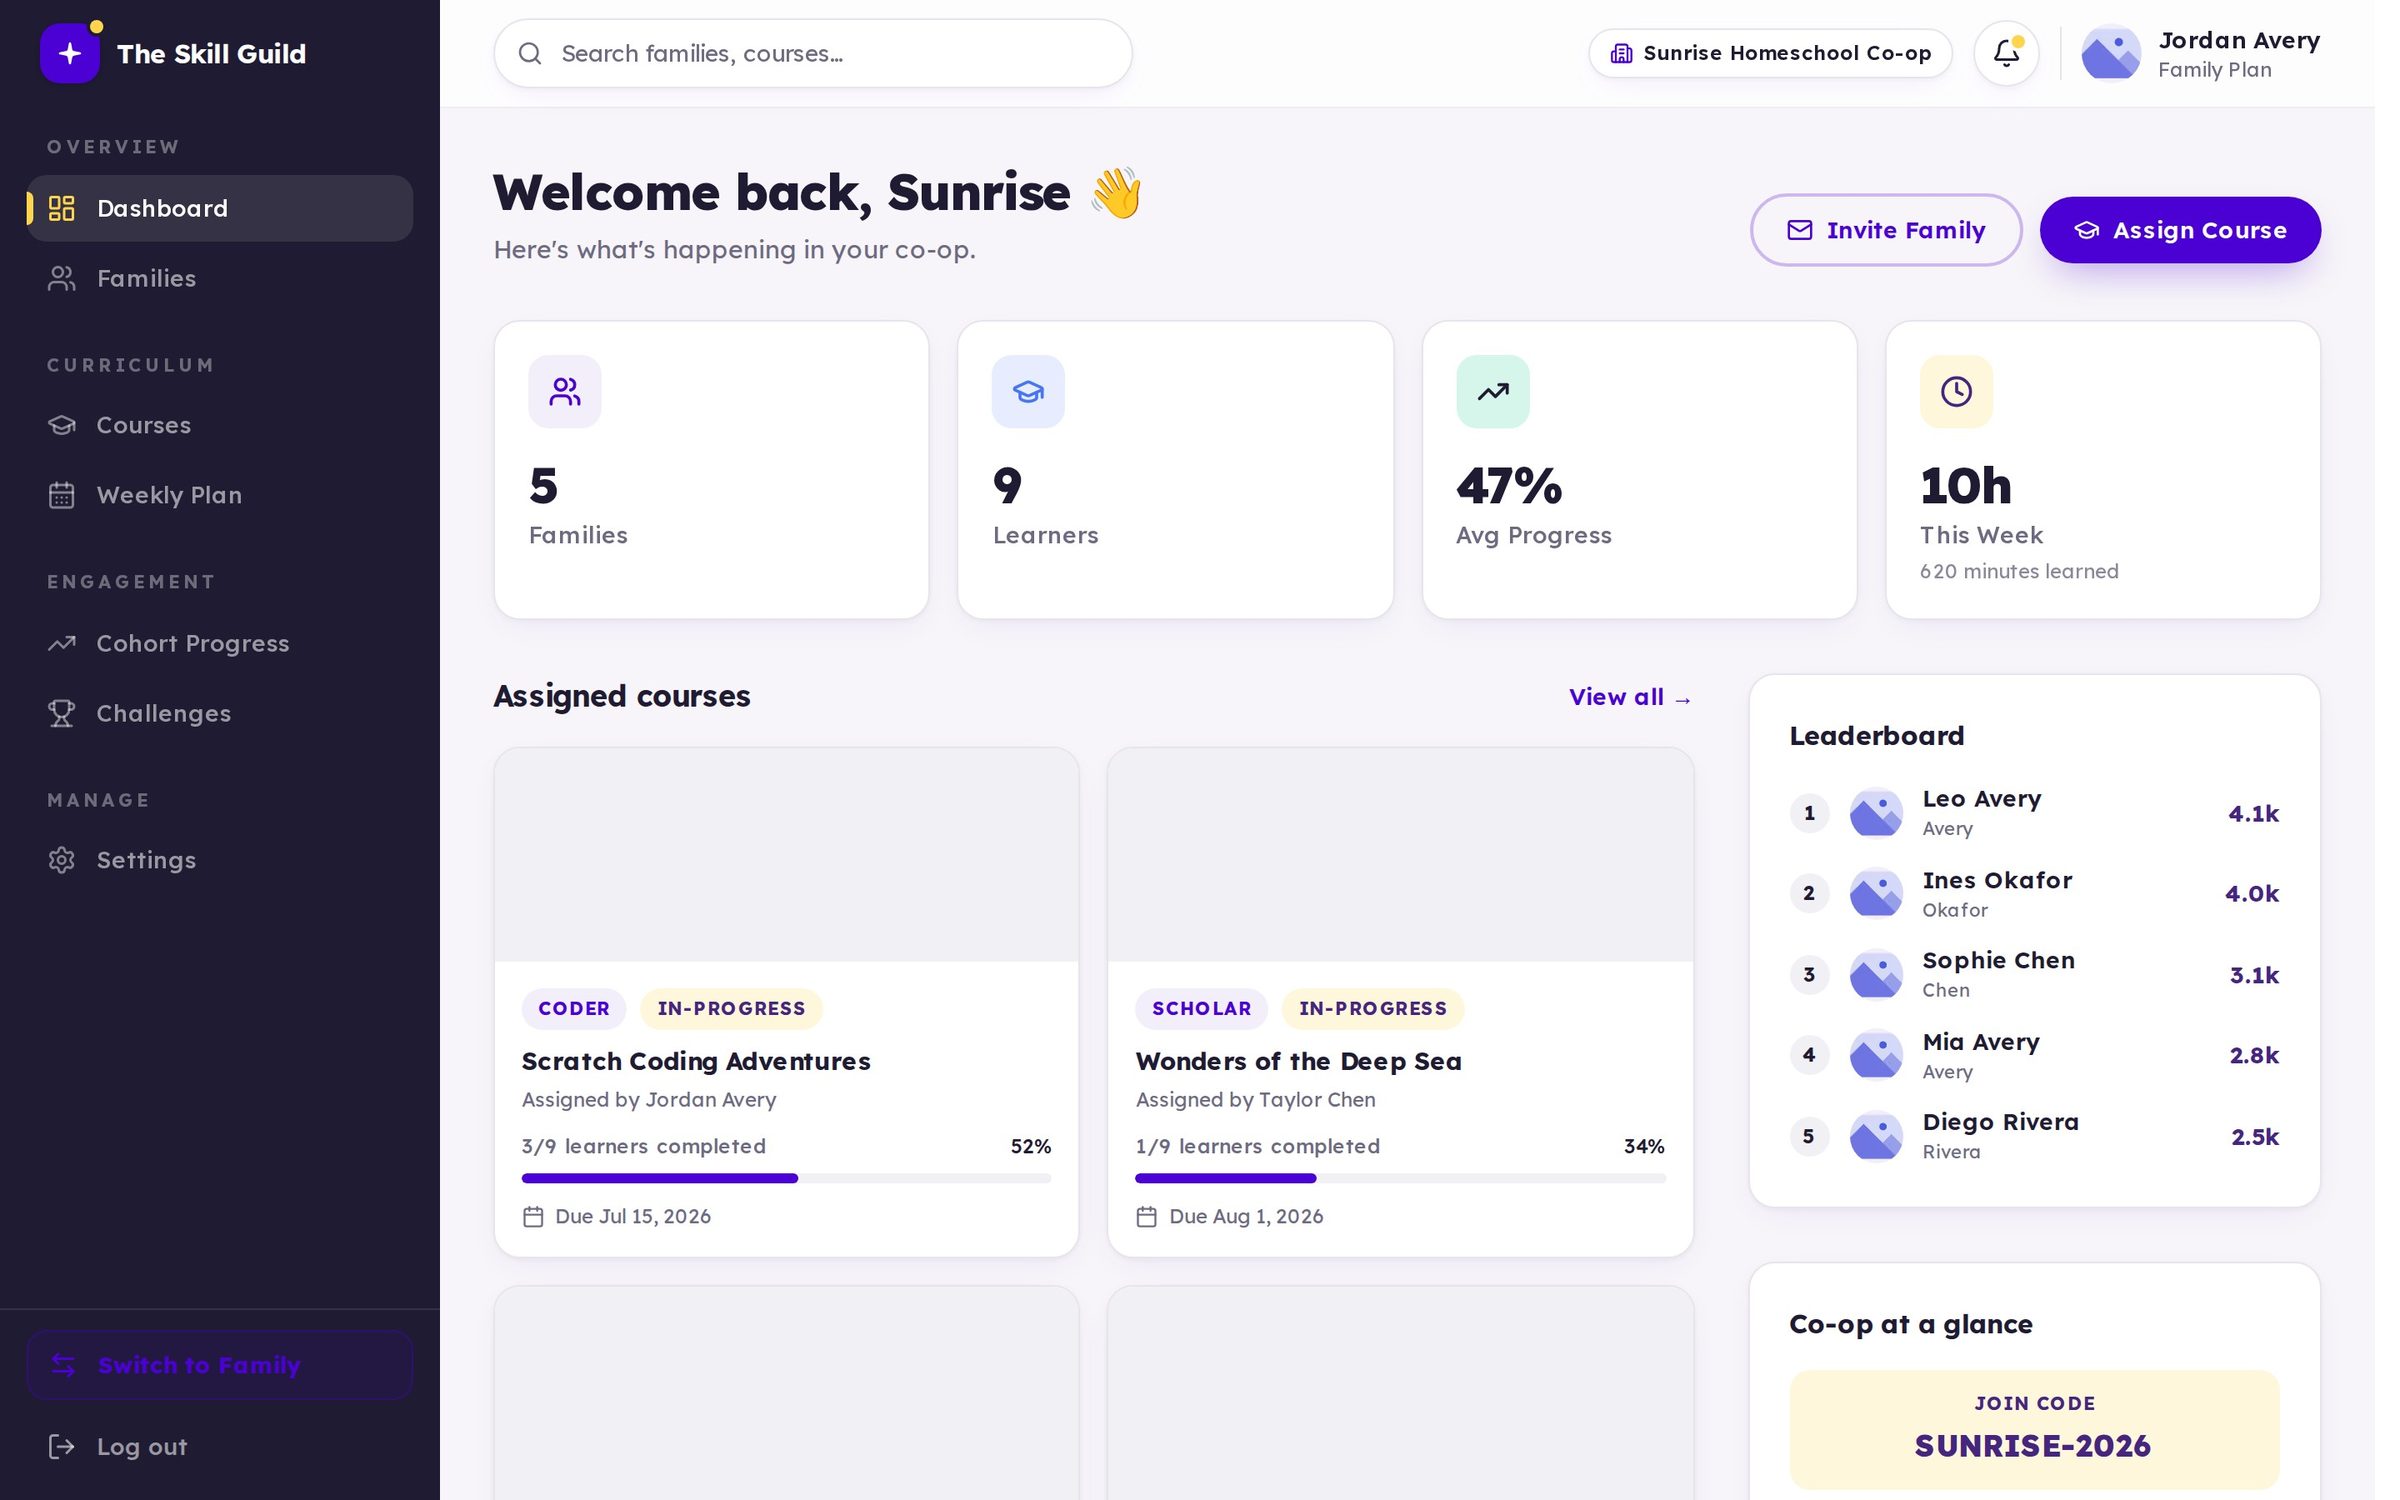 The Skill Guild
OVERVIEW
Dashboard
Families
CURRICULUM
Courses
Weekly Plan
ENGAGEMENT
Cohort Progress
Challenges
MANAGE
Settings
Switch to Family
Log out
Search families, courses...
Sunrise Homeschool Co-op
Jordan Avery
Family Plan
Welcome back, Sunrise 👋
Here's what's happening in your co-op.
Invite Family
Assign Course
5
Families
9
Learners
47%
Avg Progress
10h
This Week
620 minutes learned
Assigned courses
View all →
CODER
IN-PROGRESS
Scratch Coding Adventures
Assigned by Jordan Avery
3/9 learners completed
52%
Due Jul 15, 2026
SCHOLAR
IN-PROGRESS
Wonders of the Deep Sea
Assigned by Taylor Chen
1/9 learners completed
34%
Due Aug 1, 2026
Leaderboard
1
Leo Avery
Avery
4.1k
2
Ines Okafor
Okafor
4.0k
3
Sophie Chen
Chen
3.1k
4
Mia Avery
Avery
2.8k
5
Diego Rivera
Rivera
2.5k
Co-op at a glance
JOIN CODE
SUNRISE-2026